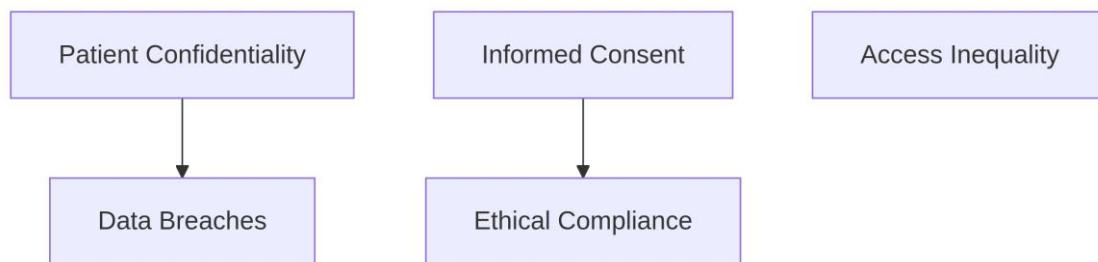 Patient Confidentiality
Informed Consent
Access Inequality
Data Breaches
Ethical Compliance